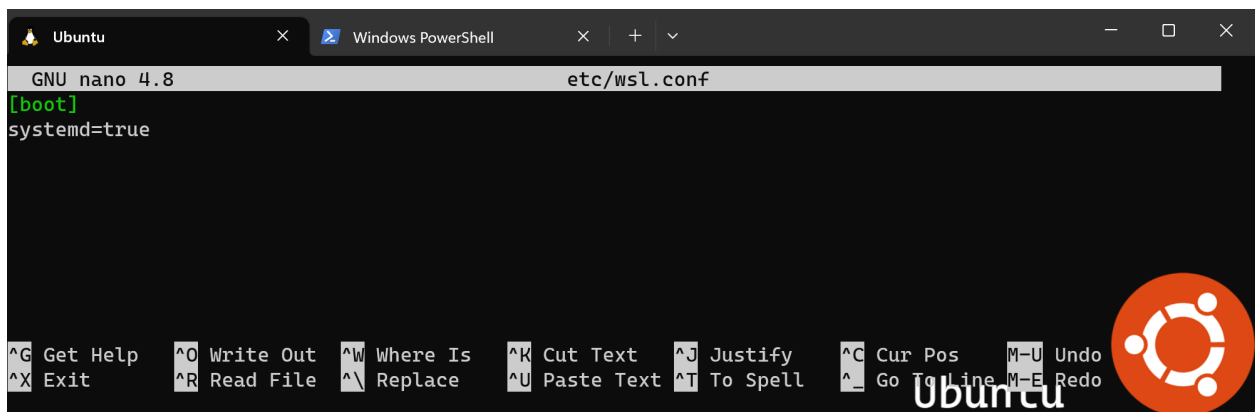 Ubuntu Windows PowerShell
GNU nano 4.8 etc/wsl.conf
[boot]
systemd=true
^G Get Help ^O Write Out ^W Where Is ^K Cut Text ^J Justify ^C Cur Pos M-U Undo
^X Exit ^R Read File ^\ Replace ^U Paste Text ^T To Spell ^_ Go To Line M-E Redo
Ubuntu